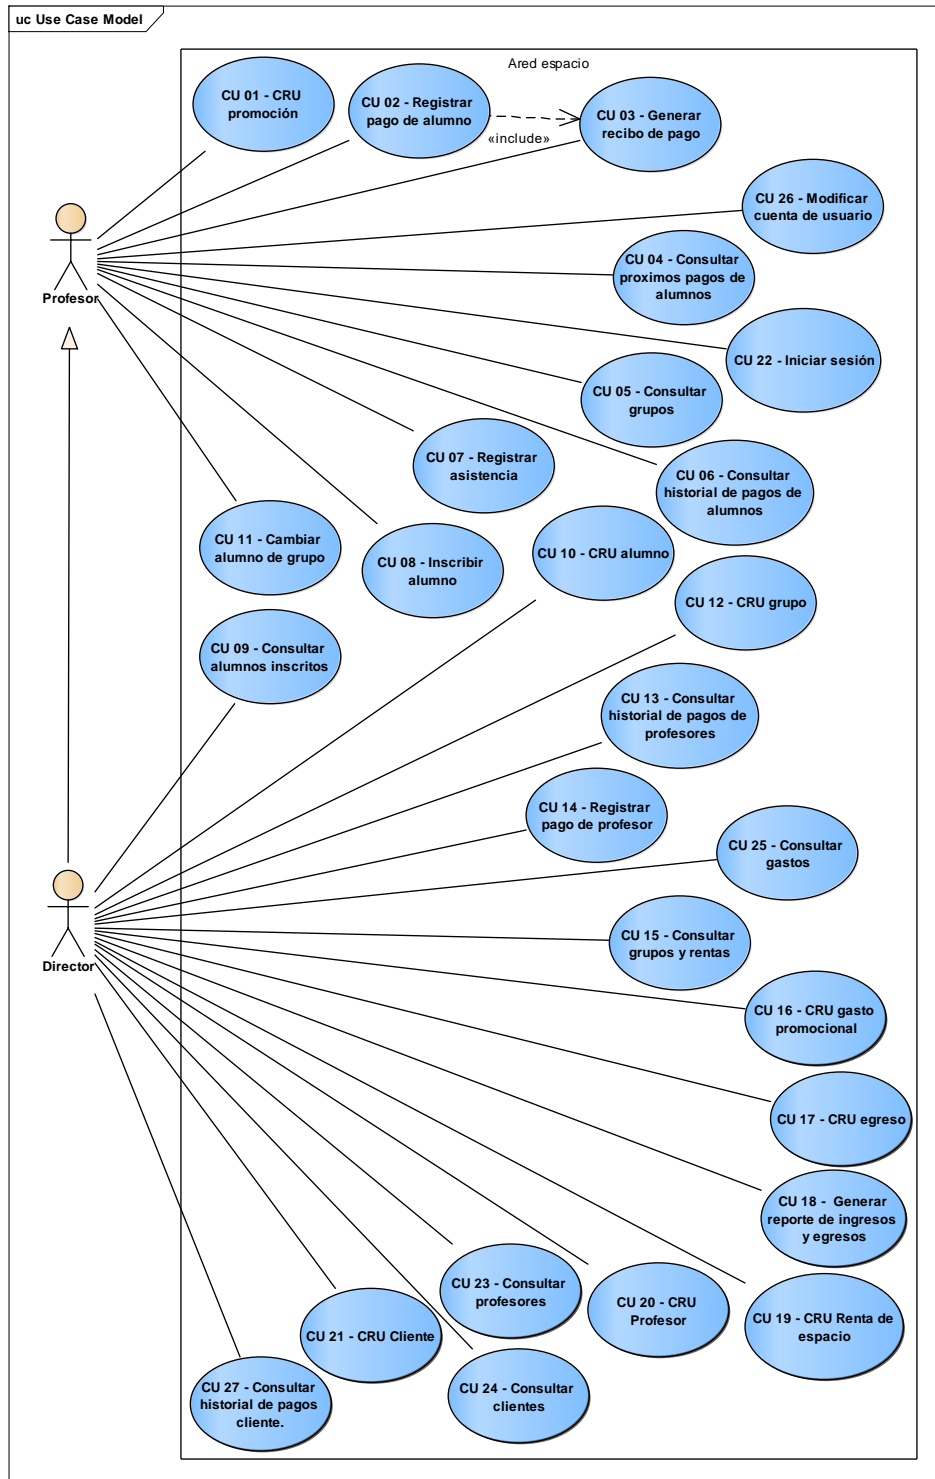 uc Use Case Model
Ared espacio
CU 01 - CRU
promoción
CU 02 - Registrar
pago de alumno
«include»
CU 03 - Generar
recibo de pago
CU 26 - Modificar
cuenta de usuario
Profesor
CU 04 - Consultar
proximos pagos de
alumnos
CU 22 - Iniciar sesión
CU 05 - Consultar
grupos
CU 07 - Registrar
asistencia
CU 06 - Consultar
historial de pagos de
alumnos
CU 11 - Cambiar
alumno de grupo
CU 08 - Inscribir
alumno
CU 10 - CRU alumno
CU 12 - CRU grupo
CU 09 - Consultar
alumnos inscritos
CU 13 - Consultar
historial de pagos de
profesores
CU 14 - Registrar
pago de profesor
CU 25 - Consultar
gastos
Director
CU 15 - Consultar
grupos y rentas
CU 16 - CRU gasto
promocional
CU 17 - CRU egreso
CU 18 -  Generar
reporte de ingresos
y egresos
CU 23 - Consultar
profesores
CU 20 - CRU
Profesor
CU 19 - CRU Renta de
espacio
CU 21 - CRU Cliente
CU 27 - Consultar
historial de pagos
cliente.
CU 24 - Consultar
clientes